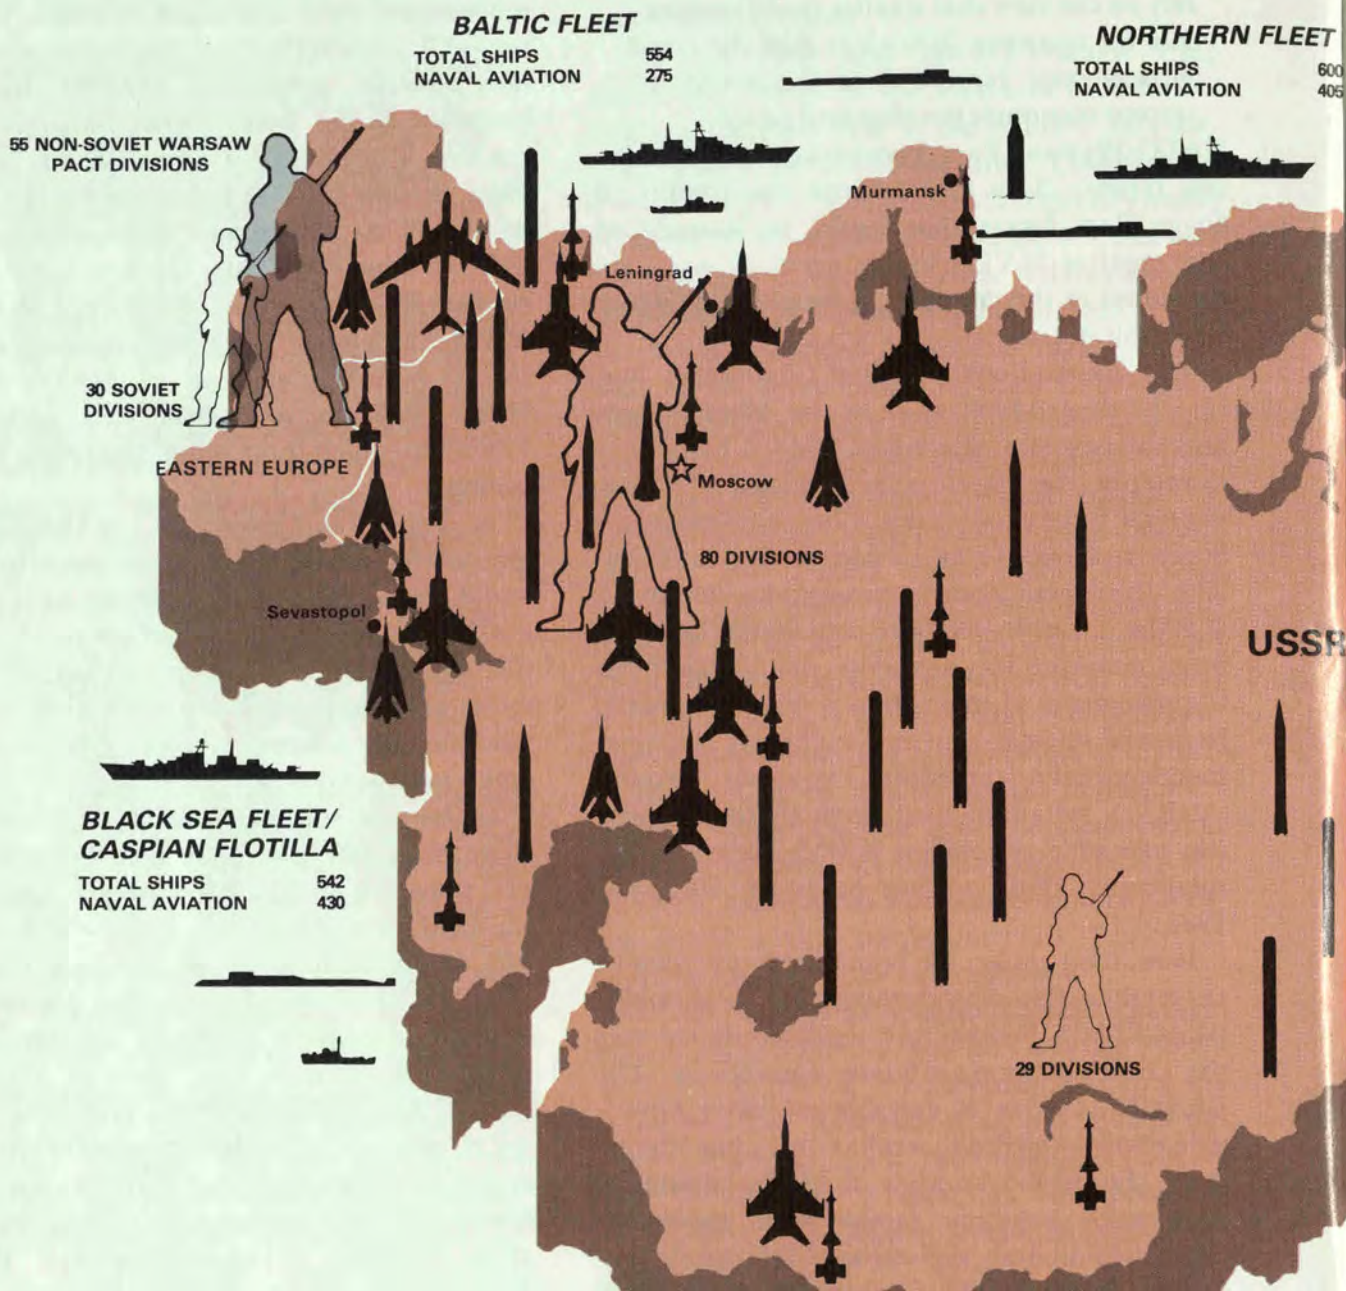 BALTIC FLEET
TOTAL SHIPS 554
NAVAL AVIATION 275
NORTHERN FLEET
TOTAL SHIPS 600
NAVAL AVIATION 405
55 NON-SOVIET WARSAW
PACT DIVISIONS
Murmansk
Leningrad
30 SOVIET
DIVISIONS
EASTERN EUROPE
Moscow
80 DIVISIONS
Sevastopol
USSR
BLACK SEA FLEET/
CASPIAN FLOTILLA
TOTAL SHIPS 542
NAVAL AVIATION 430
29 DIVISIONS